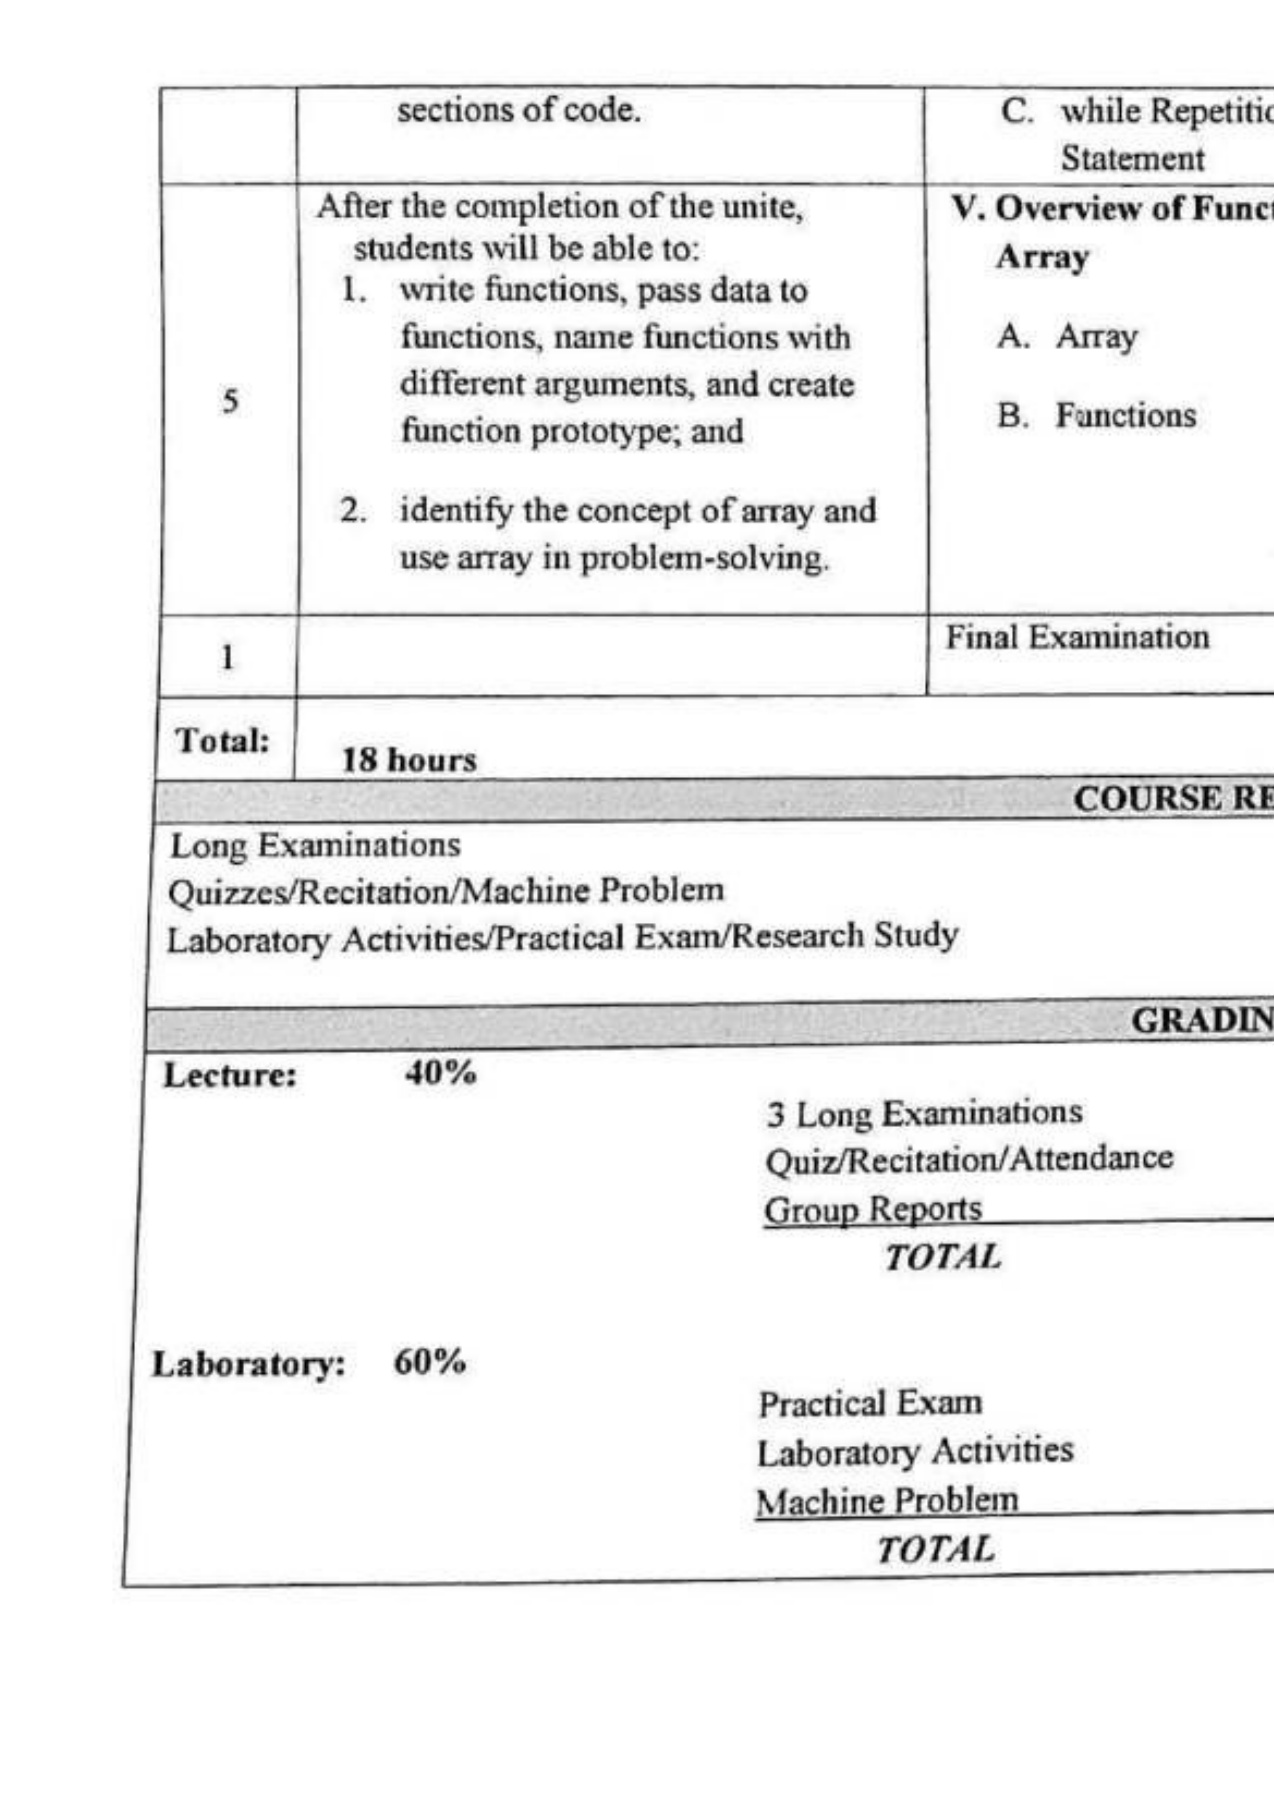 sections of code.
C. while Repetitio
Statement
5
After the completion of the unite,
students will be able to:
1. write functions, pass data to
functions, name functions with
different arguments, and create
function prototype; and
2. identify the concept of array and
use array in problem-solving.
V. Overview of Funct
Array
A. Array
B. Functions
1
Final Examination
Total:
18 hours
COURSE RE
Long Examinations
Quizzes/Recitation/Machine Problem
Laboratory Activities/Practical Exam/Research Study
GRADIN
Lecture: 40%
3 Long Examinations
Quiz/Recitation/Attendance
Group Reports
TOTAL
Laboratory: 60%
Practical Exam
Laboratory Activities
Machine Problem
TOTAL